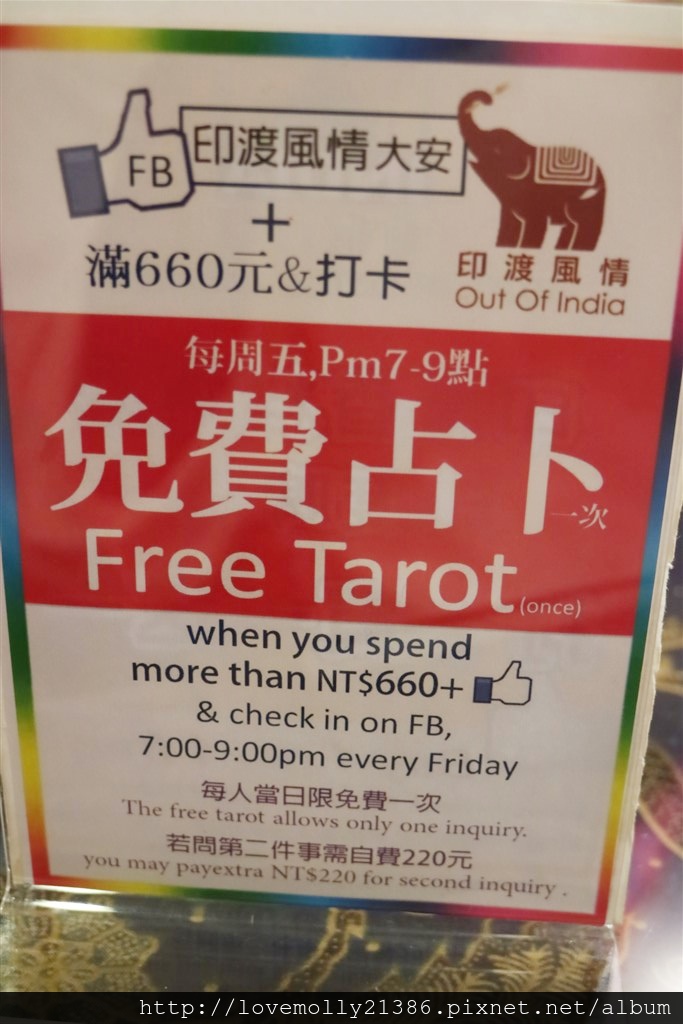 FB 印渡風情大安
+
滿660元&打卡
印渡風情
Out Of India
每周五,Pm7-9點
免費占卜一次
Free Tarot(once)
when you spend
more than NT$660+
& check in on FB,
7:00-9:00pm every Friday
每人當日限免費一次
The free tarot allows only one inquiry.
若問第二件事需自費220元
you may payextra NT$220 for second inquiry .
http://lovemolly21386.pixnet.net/album